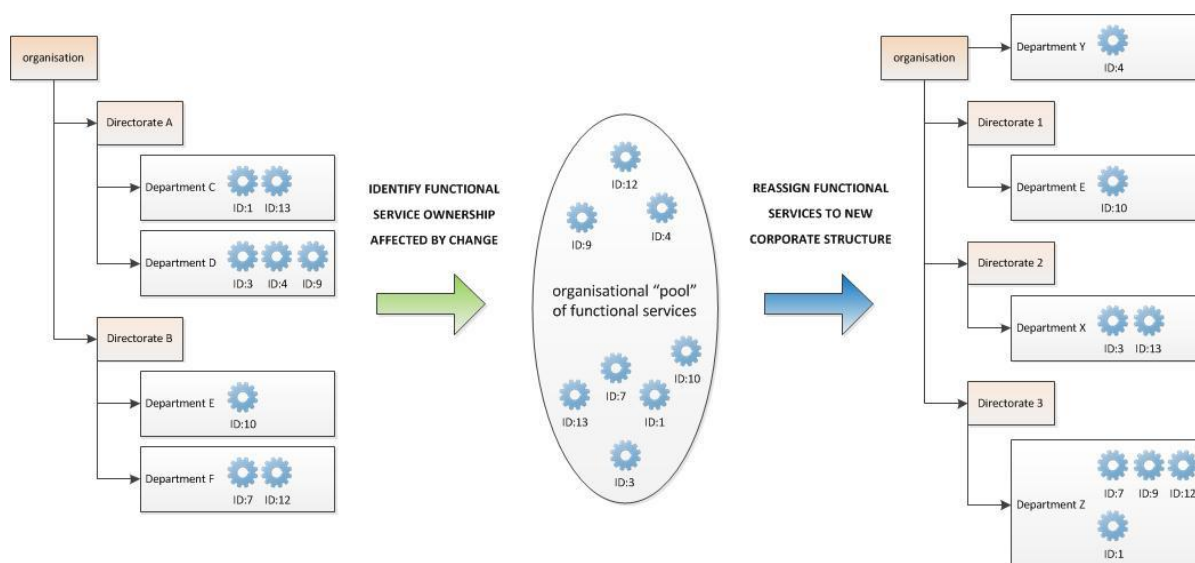 organisation
Directorate A
Department C
ID:1 ID:13
Department D
ID:3 ID:4 ID:9
Directorate B
Department E
ID:10
Department F
ID:7 ID:12
IDENTIFY FUNCTIONAL
SERVICE OWNERSHIP
AFFECTED BY CHANGE
ID:12
ID:9
ID:4
organisational “pool”
of functional services
ID:10
ID:7
ID:13
ID:1
ID:3
REASSIGN FUNCTIONAL
SERVICES TO NEW
CORPORATE STRUCTURE
organisation
Department Y
ID:4
Directorate 1
Department E
ID:10
Directorate 2
Department X
ID:3 ID:13
Directorate 3
Department Z
ID:7 ID:9 ID:12
ID:1